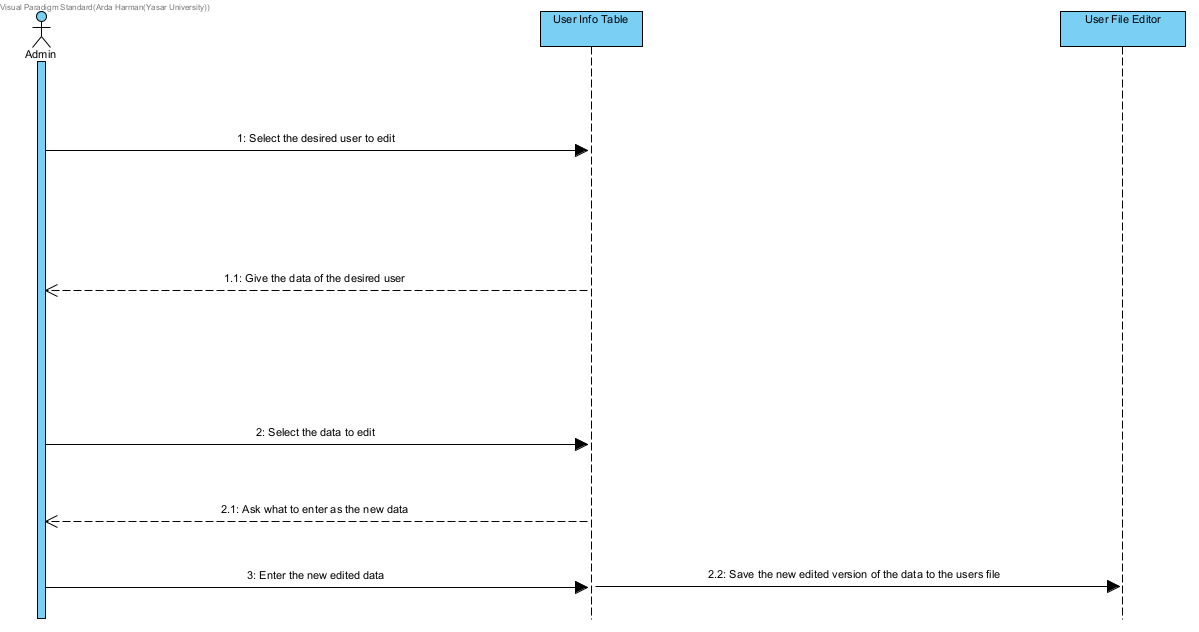 Visual Paradigm Standard(Arda Harman(Yasar University))
Admin
User Info Table
User File Editor
1: Select the desired user to edit
1.1: Give the data of the desired user
2: Select the data to edit
2.1: Ask what to enter as the new data
3: Enter the new edited data
2.2: Save the new edited version of the data to the users file